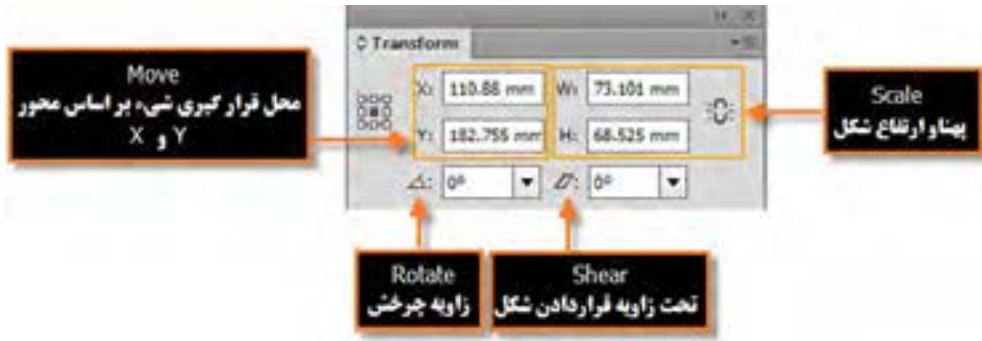 Transform
Move
محل قرار گیری شیء بر اساس محور
X و Y
X: 110.88 mm W: 73.101 mm
Y: 182.755 mm H: 68.525 mm
0° 0°
Scale
پهنا و ارتفاع شکل
Rotate
زاویه چرخش
Shear
تحت زاویه قراردادن شکل